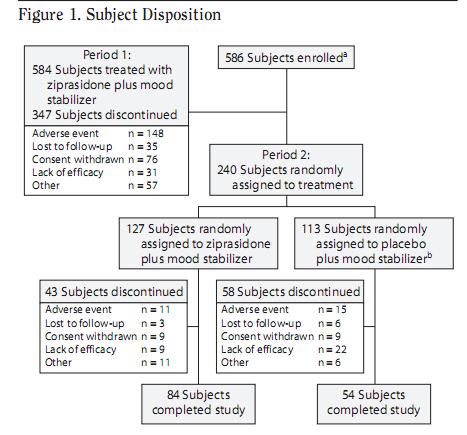 Figure 1. Subject Disposition
Period 1:
584 Subjects treated with
ziprasidone plus mood
stabilizer
347 Subjects discontinued
Adverse event n = 148
Lost to follow-up n = 35
Consent withdrawn n = 76
Lack of efficacy n = 31
Other n = 57
586 Subjects enrolledᵃ
Period 2:
240 Subjects randomly
assigned to treatment
127 Subjects randomly
assigned to ziprasidone
plus mood stabilizer
113 Subjects randomly
assigned to placebo
plus mood stabilizerᵇ
43 Subjects discontinued
Adverse event n = 11
Lost to follow-up n = 3
Consent withdrawn n = 9
Lack of efficacy n = 9
Other n = 11
58 Subjects discontinued
Adverse event n = 15
Lost to follow-up n = 6
Consent withdrawn n = 9
Lack of efficacy n = 22
Other n = 6
84 Subjects
completed study
54 Subjects
completed study